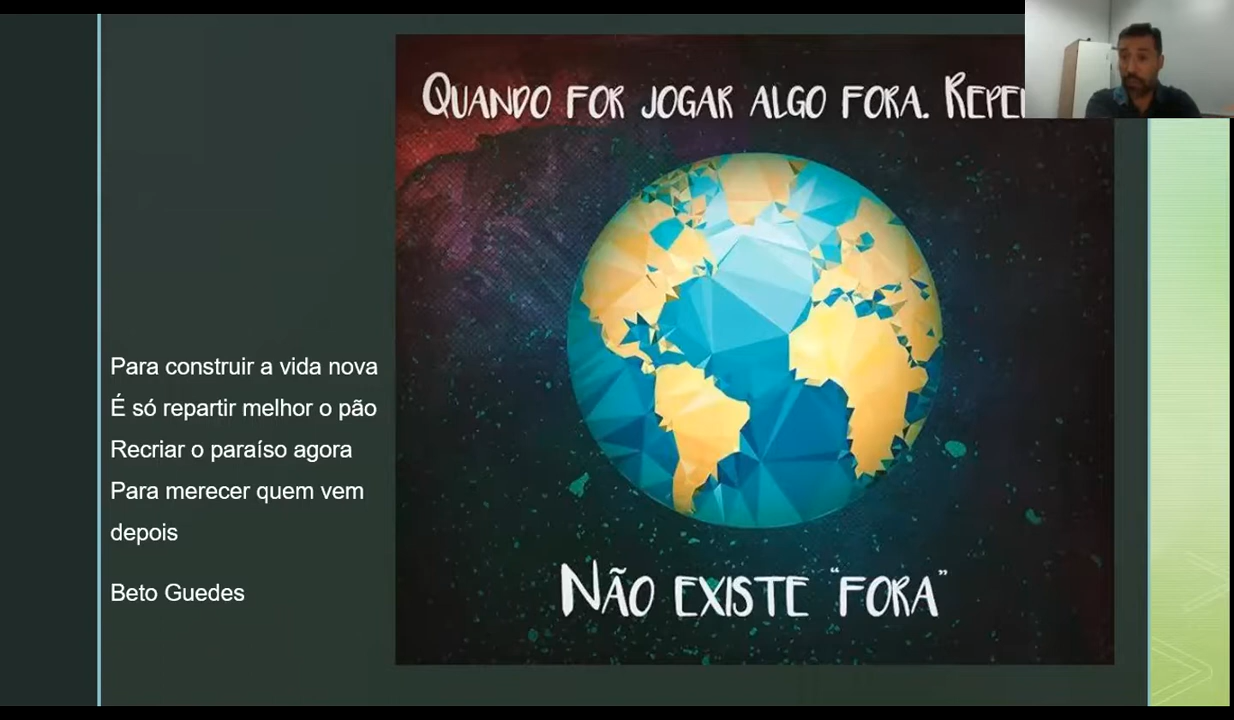 QUANDO FOR JOGAR ALGO FORA.
Para construir a vida nova
É só repartir melhor o pão
Recriar o paraíso agora
Para merecer quem vem
depois
Beto Guedes
NÃO EXISTE “FORA”